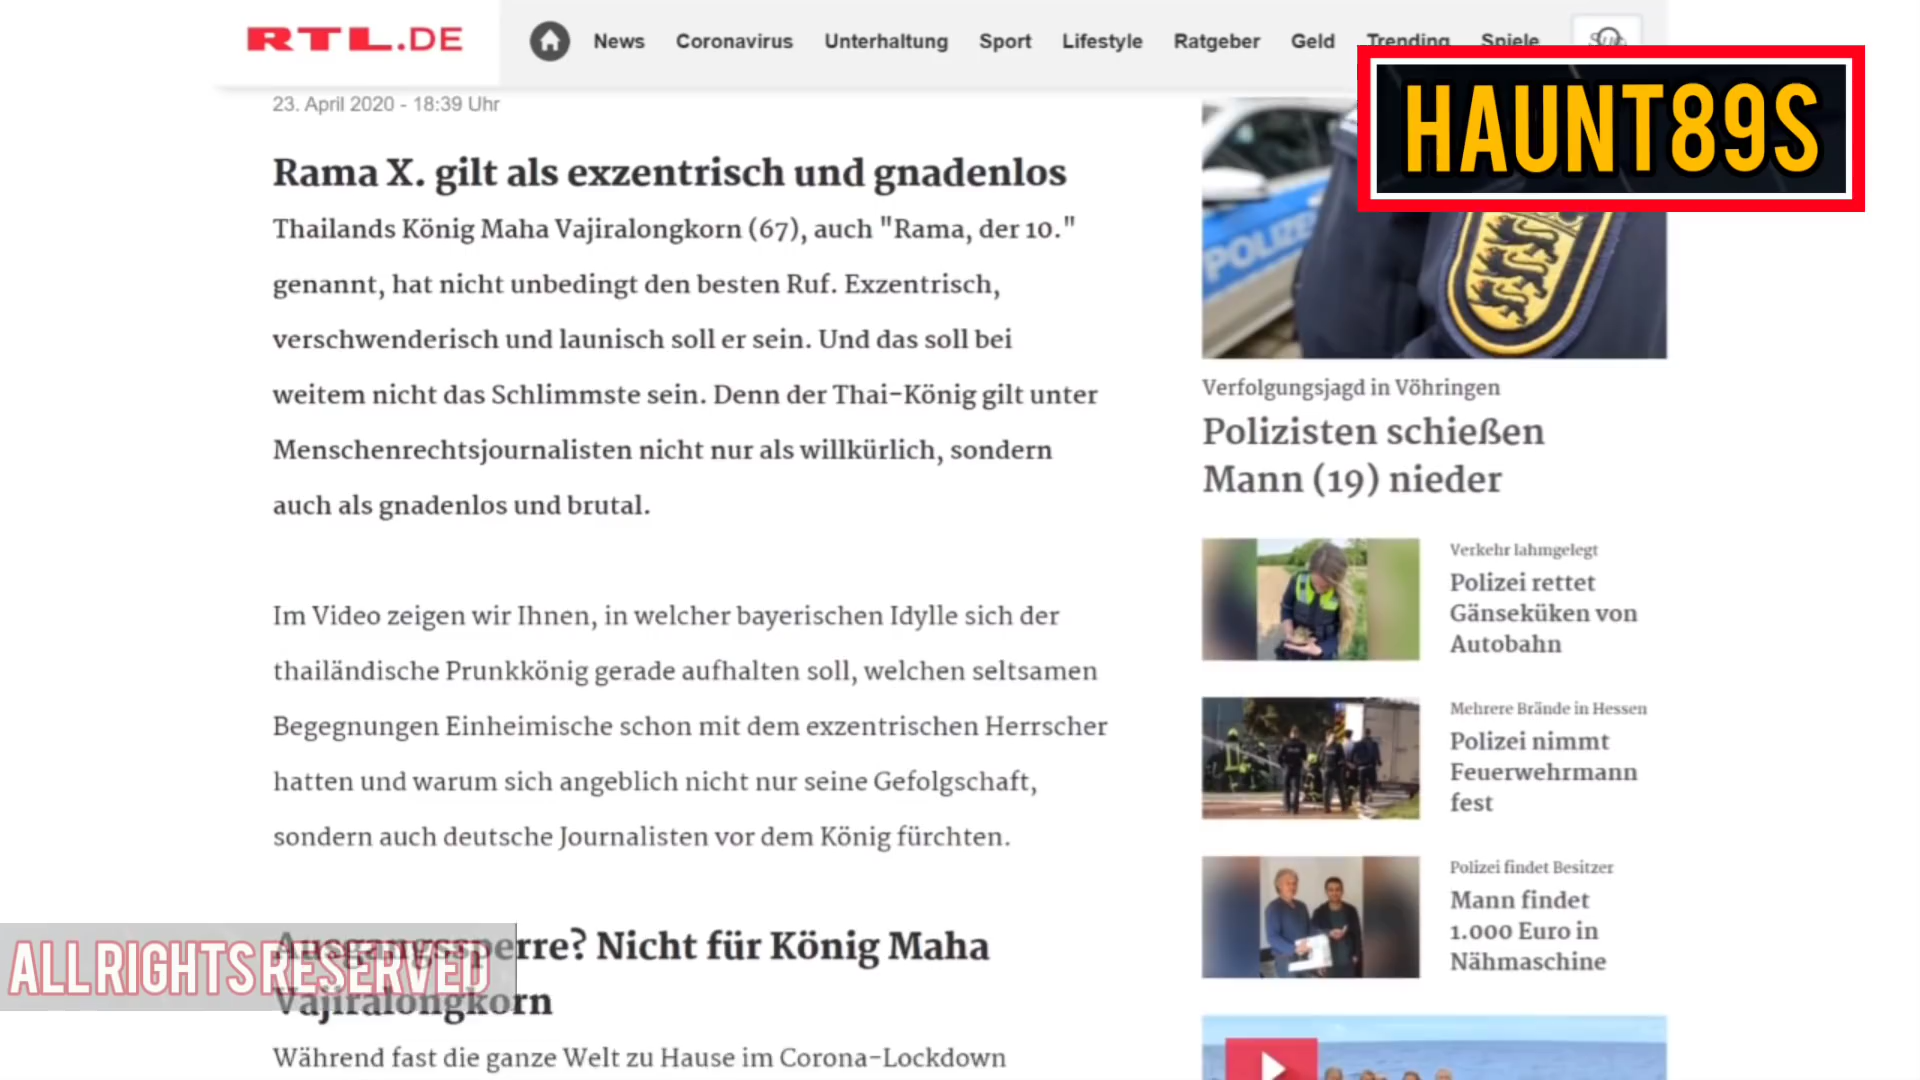 RTL.DE
News Coronavirus Unterhaltung Sport Lifestyle Ratgeber Geld Trending Spiele
HAUNT89S
23. April 2020 - 18:39 Uhr
Rama X. gilt als exzentrisch und gnadenlos
Thailands König Maha Vajiralongkorn (67), auch "Rama, der 10."
genannt, hat nicht unbedingt den besten Ruf. Exzentrisch,
verschwenderisch und launisch soll er sein. Und das soll bei
weitem nicht das Schlimmste sein. Denn der Thai-König gilt unter
Menschenrechtsjournalisten nicht nur als willkürlich, sondern
auch als gnadenlos und brutal.
Im Video zeigen wir Ihnen, in welcher bayerischen Idylle sich der
thailändische Prunkkönig gerade aufhalten soll, welchen seltsamen
Begegnungen Einheimische schon mit dem exzentrischen Herrscher
hatten und warum sich angeblich nicht nur seine Gefolgschaft,
sondern auch deutsche Journalisten vor dem König fürchten.
Ausgangssperre? Nicht für König Maha
Vajiralongkorn
Während fast die ganze Welt zu Hause im Corona-Lockdown
ALL RIGHTS RESERVED
POLIZEI
Verfolgungsjagd in Vöhringen
Polizisten schießen
Mann (19) nieder
Verkehr lahmgelegt
Polizei rettet
Gänseküken von
Autobahn
Mehrere Brände in Hessen
Polizei nimmt
Feuerwehrmann
fest
Polizei findet Besitzer
Mann findet
1.000 Euro in
Nähmaschine